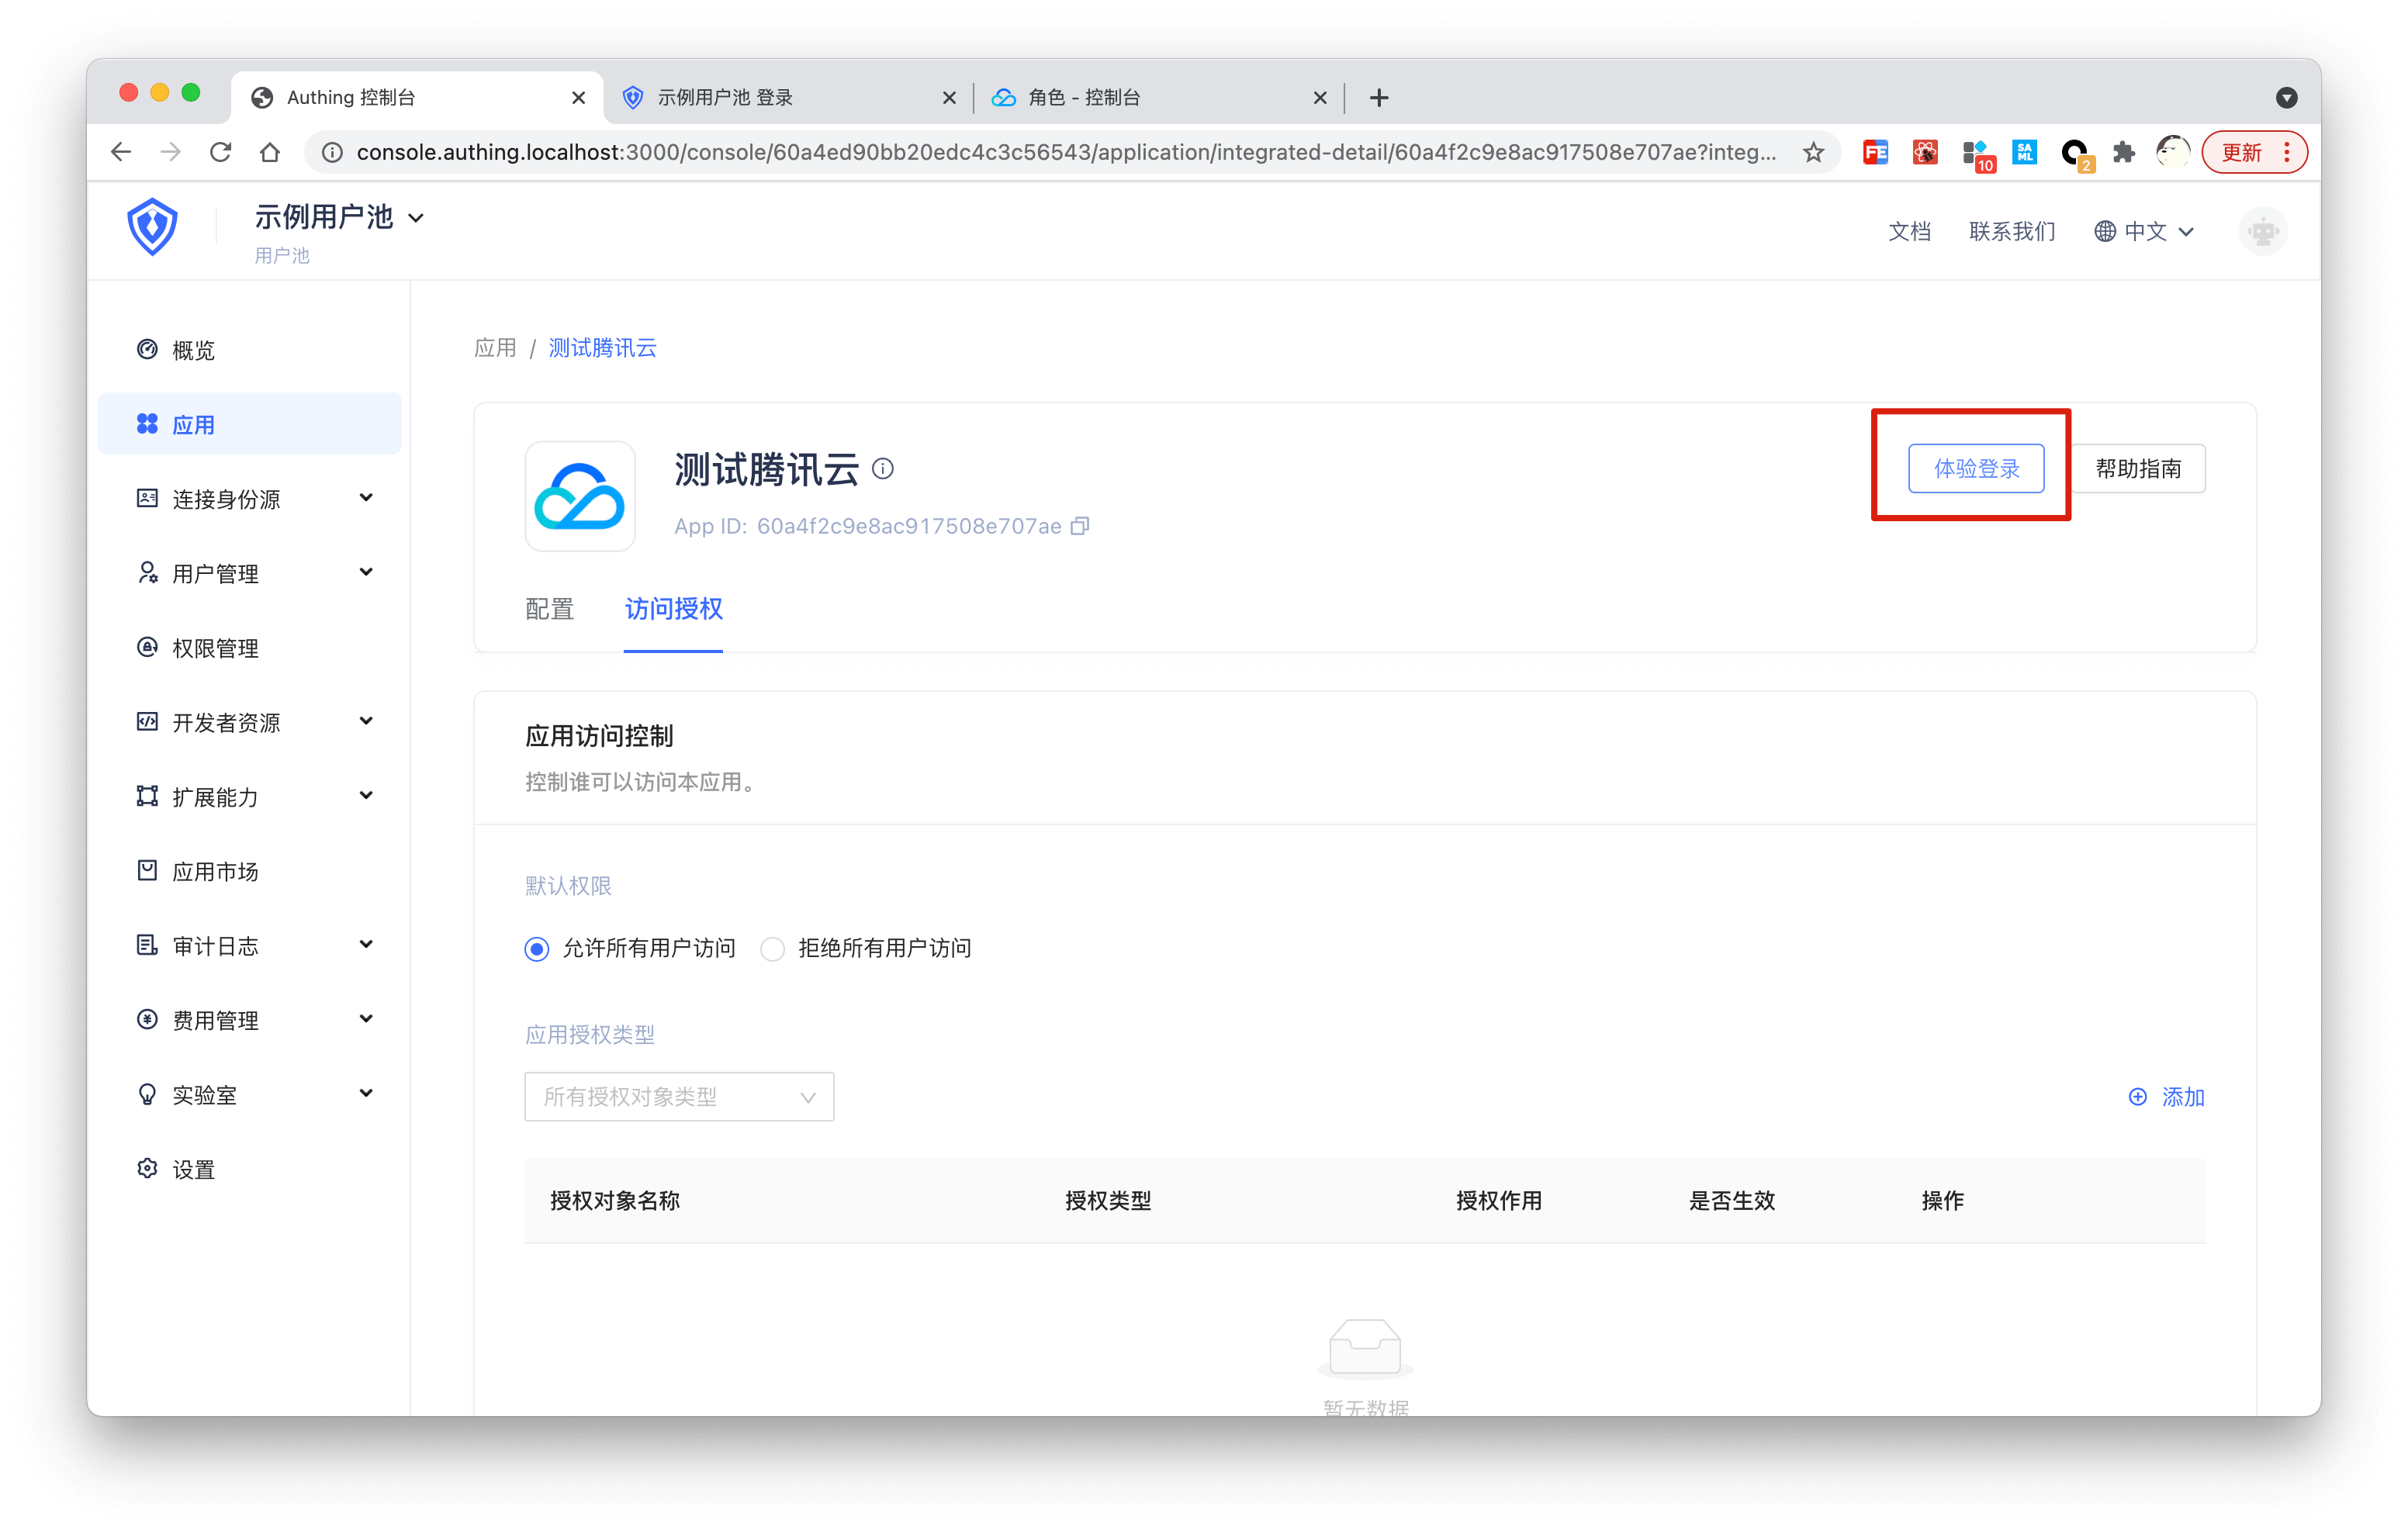 Authing 控制台
示例用户池 登录
角色 - 控制台
console.authing.localhost:3000/console/60a4ed90bb20edc4c3c56543/application/integrated-detail/60a4f2c9e8ac917508e707ae?integ...
FE
10
SA
ML
2
更新
示例用户池
用户池
文档
联系我们
中文
概览
应用
连接身份源
用户管理
权限管理
开发者资源
扩展能力
应用市场
审计日志
费用管理
实验室
设置
应用 / 测试腾讯云
测试腾讯云
App ID: 60a4f2c9e8ac917508e707ae
体验登录
帮助指南
配置
访问授权
应用访问控制
控制谁可以访问本应用。
默认权限
允许所有用户访问
拒绝所有用户访问
应用授权类型
所有授权对象类型
添加
授权对象名称
授权类型
授权作用
是否生效
操作
暂无数据